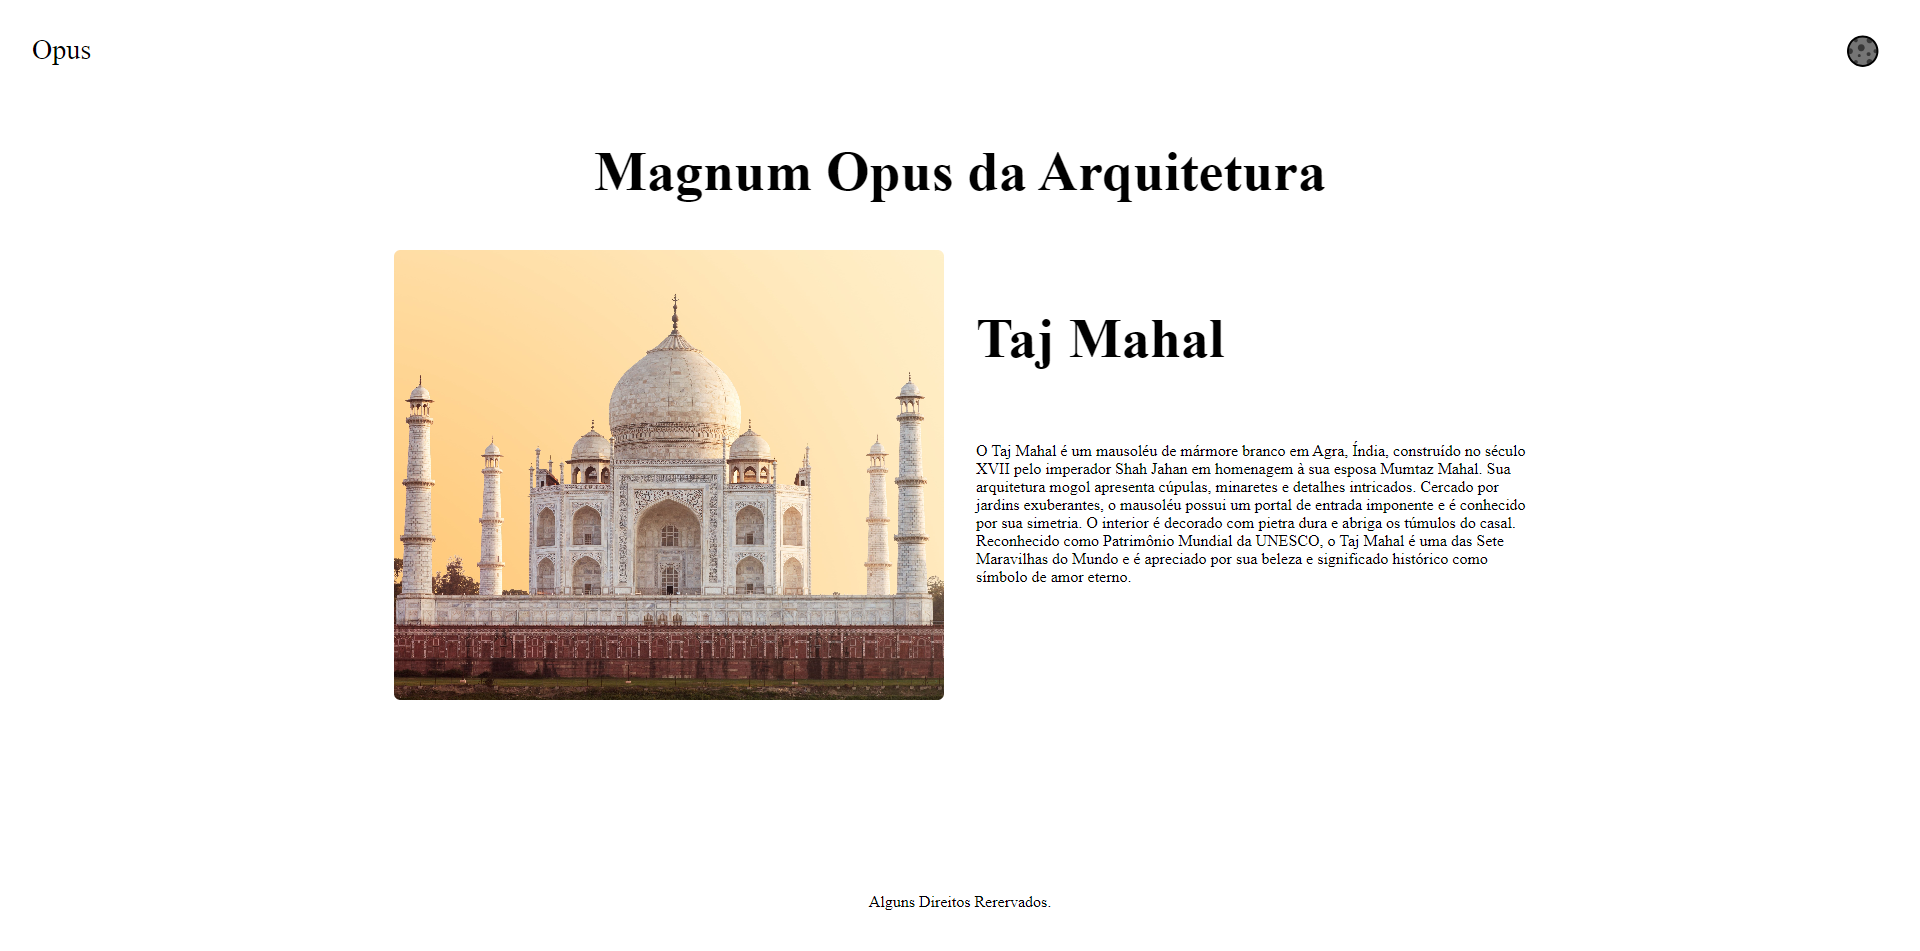 Opus
Magnum Opus da Arquitetura
Taj Mahal
O Taj Mahal é um mausoléu de mármore branco em Agra, Índia, construído no século
XVII pelo imperador Shah Jahan em homenagem à sua esposa Mumtaz Mahal. Sua
arquitetura mogol apresenta cúpulas, minaretes e detalhes intricados. Cercado por
jardins exuberantes, o mausoléu possui um portal de entrada imponente e é conhecido
por sua simetria. O interior é decorado com pietra dura e abriga os túmulos do casal.
Reconhecido como Patrimônio Mundial da UNESCO, o Taj Mahal é uma das Sete
Maravilhas do Mundo e é apreciado por sua beleza e significado histórico como
símbolo de amor eterno.
Alguns Direitos Rerervados.